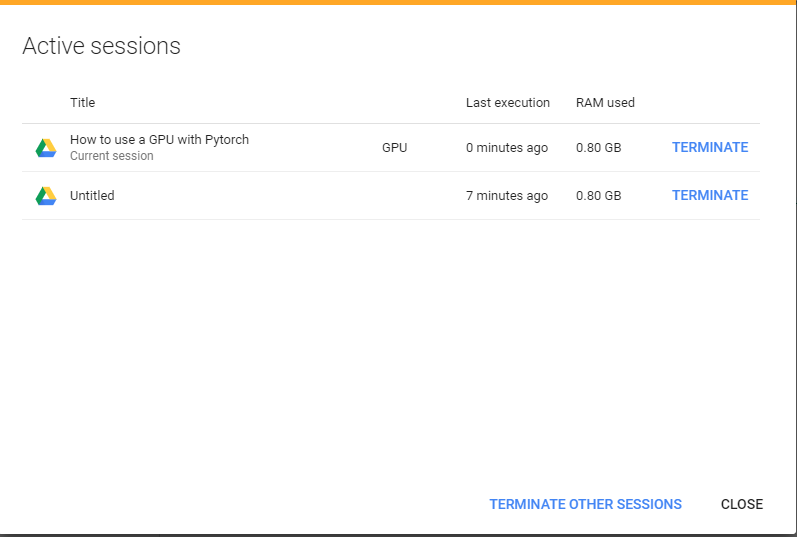 Active sessions
Title Last execution RAM used
How to use a GPU with Pytorch GPU 0 minutes ago 0.80 GB TERMINATE
Current session
Untitled 7 minutes ago 0.80 GB TERMINATE
TERMINATE OTHER SESSIONS CLOSE